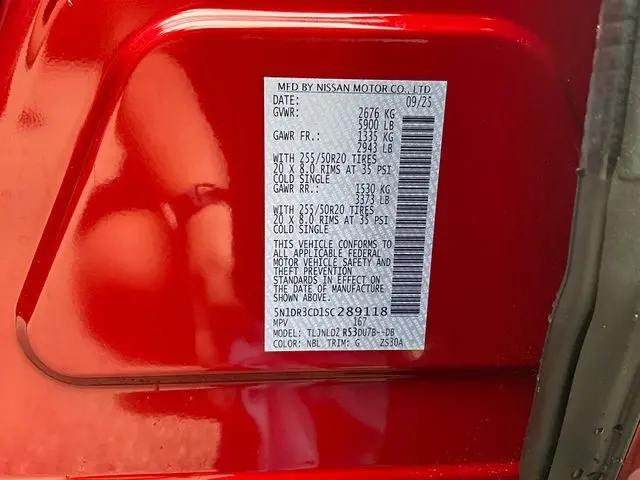 MFD BY NISSAN MOTOR CO., LTD.
DATE: 09/25
GVWR: 2676 KG
5900 LB
GAWR FR.: 1335 KG
2943 LB
WITH 255/50R20 TIRES
20 X 8.0 RIMS AT 35 PSI
COLD SINGLE
GAWR RR.: 1530 KG
3373 LB
WITH 255/50R20 TIRES
20 X 8.0 RIMS AT 35 PSI
COLD SINGLE
THIS VEHICLE CONFORMS TO
ALL APPLICABLE FEDERAL
MOTOR VEHICLE SAFETY AND
THEFT PREVENTION
STANDARDS IN EFFECT ON
THE DATE OF MANUFACTURE
SHOWN ABOVE.
5N1DR3CD1SC289118
MPV 167
MODEL: TLJNLDZ R53DU7B--DB
COLOR: NBL TRIM: G ZS30A